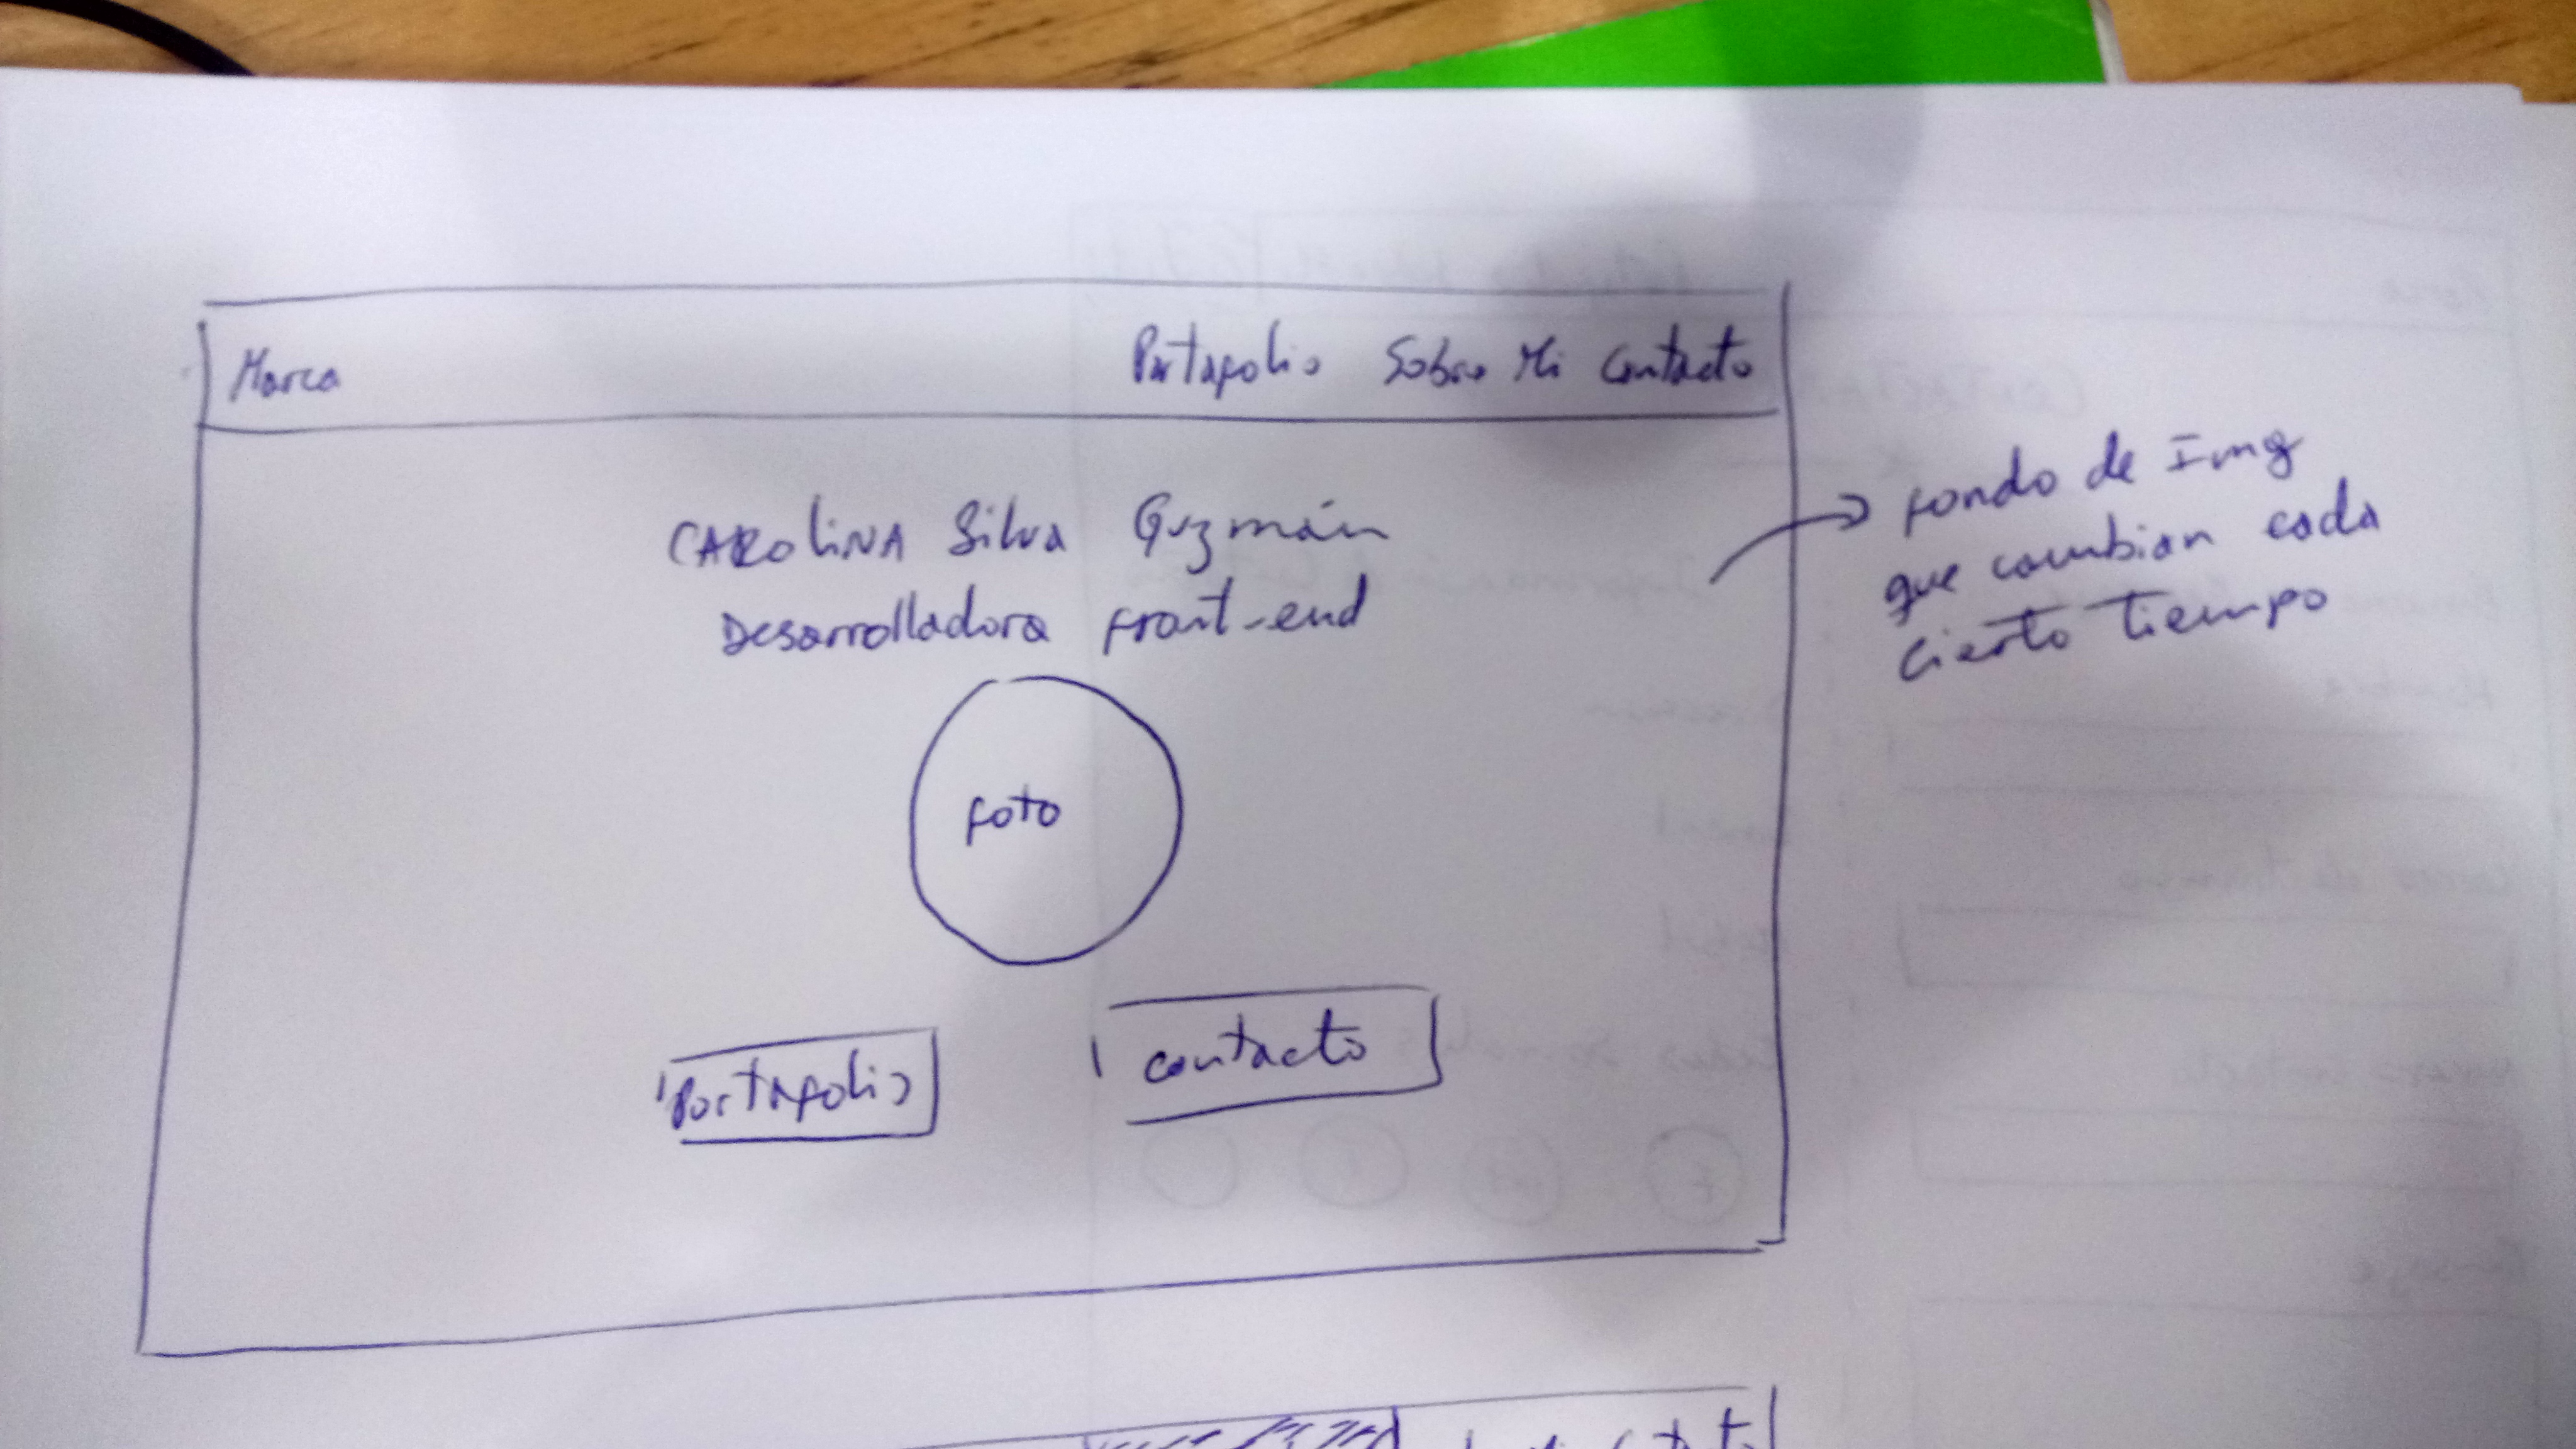 Marca
Portafolio Sobre Mi Contacto
CAROLINA Silva Guzmán
Desarrolladora Front-end
Foto
Portafolio
contacto
Fondo de Img
que cambian cada
cierto tiempo